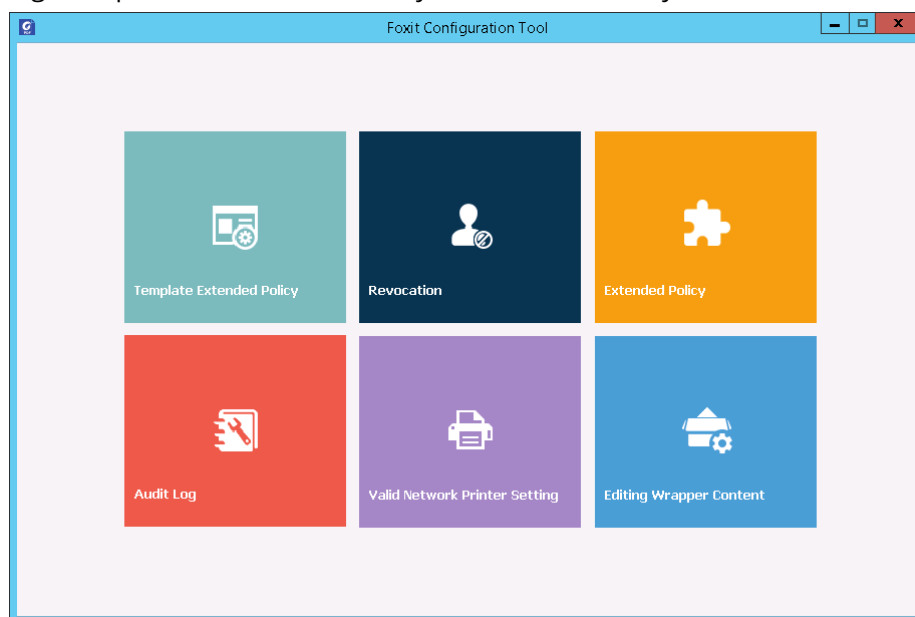 Foxit Configuration Tool
Template Extended Policy
Revocation
Extended Policy
Audit Log
Valid Network Printer Setting
Editing Wrapper Content